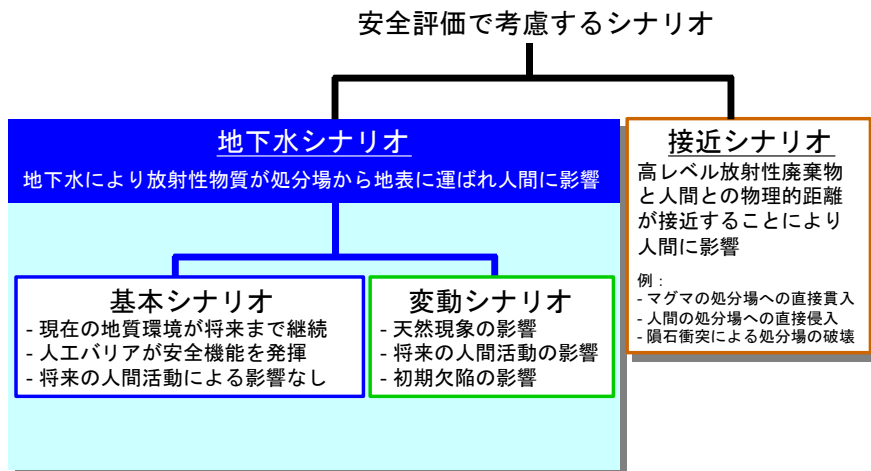 安全評価で考慮するシナリオ
地下水シナリオ
地下水により放射性物質が処分場から地表に運ばれ人間に影響
基本シナリオ
- 現在の地質環境が将来まで継続
- 人工バリアが安全機能を発揮
- 将来の人間活動による影響なし
変動シナリオ
- 天然現象の影響
- 将来の人間活動の影響
- 初期欠陥の影響
接近シナリオ
高レベル放射性廃棄物
と人間との物理的距離
が接近することにより
人間に影響
例：
- マグマの処分場への直接貫入
- 人間の処分場への直接侵入
- 隕石衝突による処分場の破壊